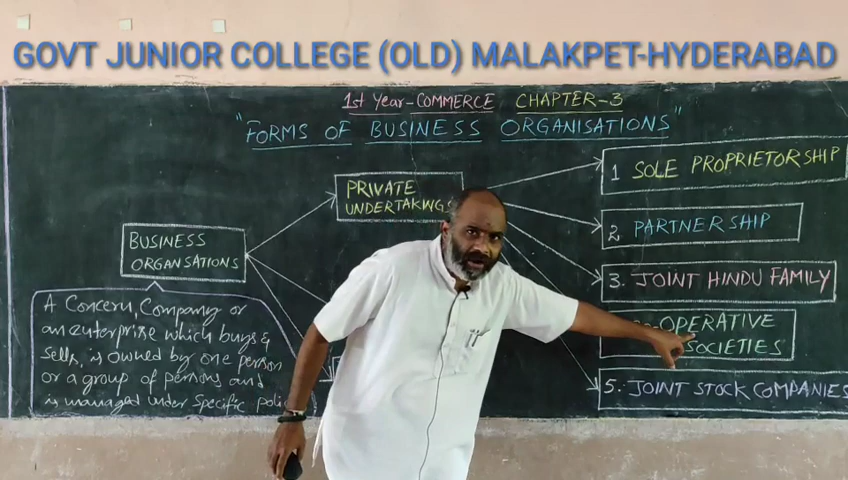 GOVT JUNIOR COLLEGE (OLD) MALAKPET-HYDERABAD
1st Year-COMMERCE CHAPTER-3
"FORMS OF BUSINESS ORGANISATIONS"
BUSINESS
ORGANSATIONS
A Concern, Company or
an enterprise which buys &
sells, is owned by one person
or a group of persons and
is managed under specific
PRIVATE
UNDERTAKINGS
1 SOLE PROPRIETORSHIP
2 PARTNERSHIP
3. JOINT HINDU FAMILY
OPERATIVE
SOCIETIES
5. JOINT STOCK COMPANIES